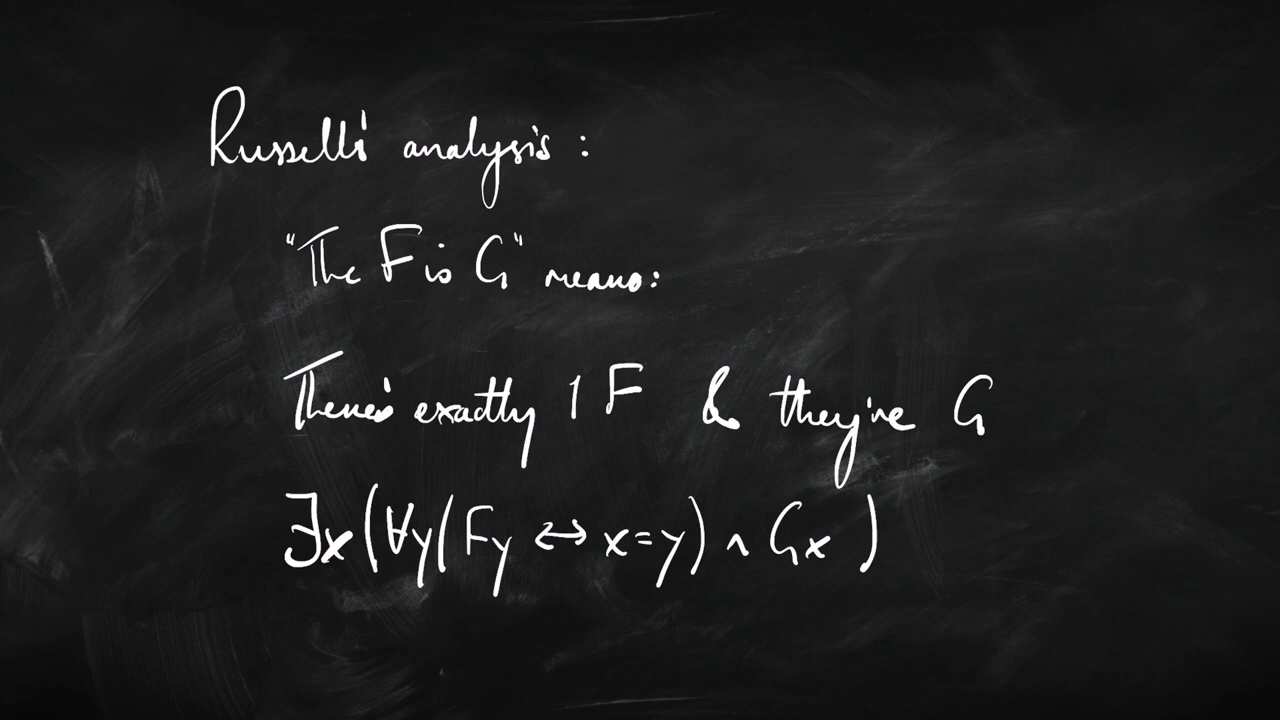 Russell's analysis:
"The F is G" means:
There's exactly 1 F & they're G
∃x(∀y(Fy ↔ x=y) ∧ Gx)